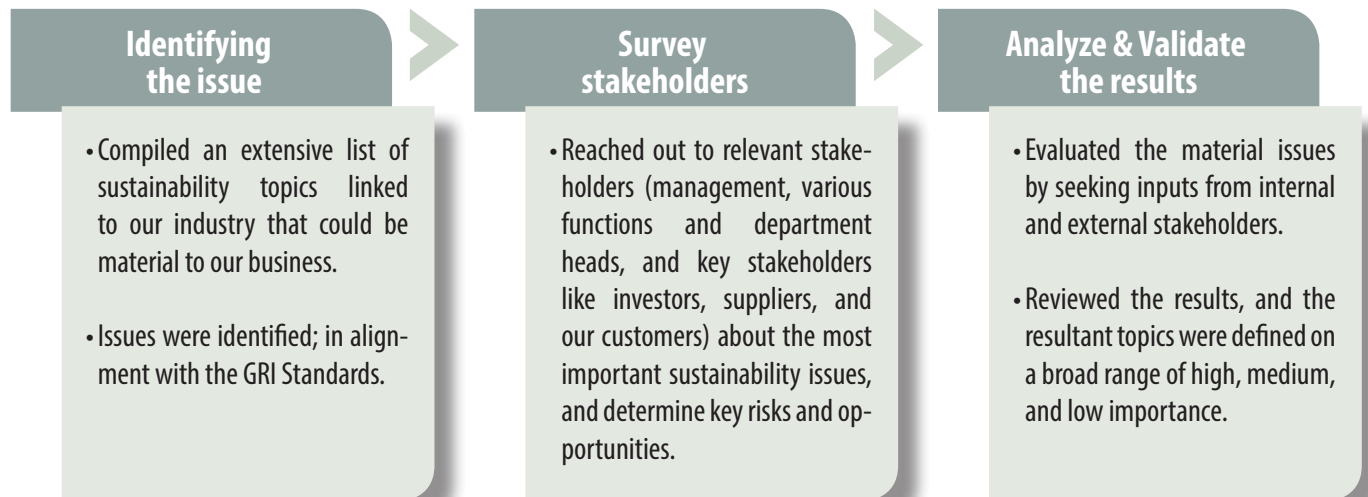 Identifying
the issue
• Compiled an extensive list of
sustainability topics linked
to our industry that could be
material to our business.
• Issues were identified; in align-
ment with the GRI Standards.
Survey
stakeholders
• Reached out to relevant stake-
holders (management, various
functions and department
heads, and key stakeholders
like investors, suppliers, and
our customers) about the most
important sustainability issues,
and determine key risks and op-
portunities.
Analyze & Validate
the results
• Evaluated the material issues
by seeking inputs from internal
and external stakeholders.
• Reviewed the results, and the
resultant topics were defined on
a broad range of high, medium,
and low importance.